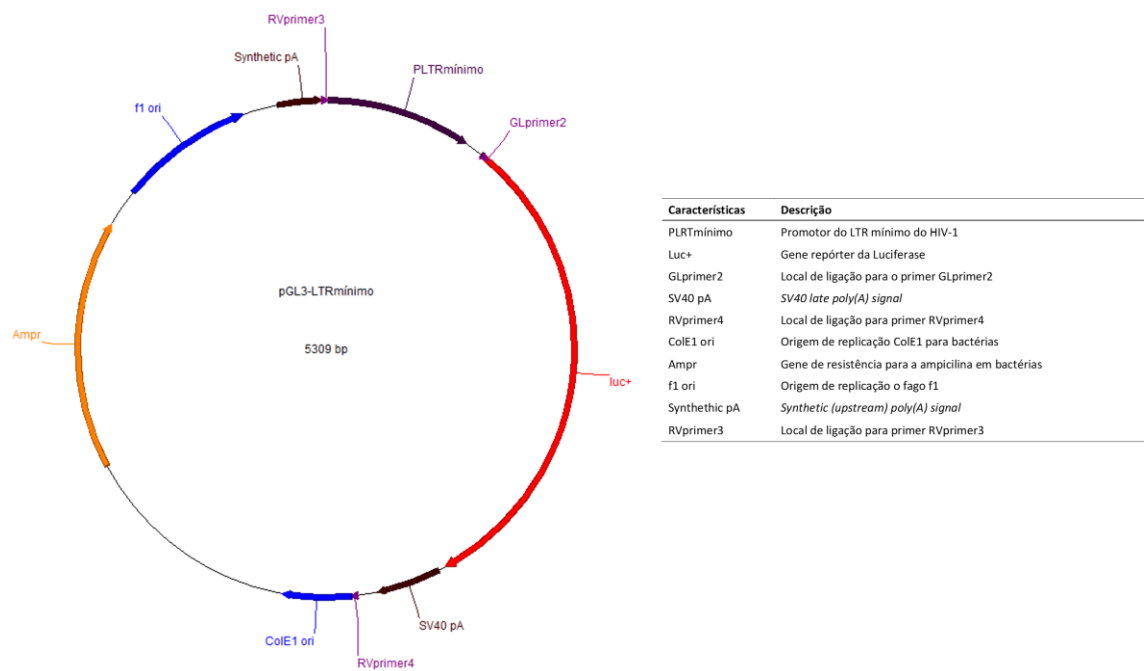 RVprimer3
Synthetic pA
PLTRmínimo
f1 ori
GLprimer2
pGL3-LTRmínimo
Ampr
5309 bp
luc+
SV40 pA
ColE1 ori
RVprimer4
Características Descrição
PLRTmínimo Promotor do LTR mínimo do HIV-1
Luc+ Gene repórter da Luciferase
GLprimer2 Local de ligação para o primer GLprimer2
SV40 pA SV40 late poly(A) signal
RVprimer4 Local de ligação para primer RVprimer4
ColE1 ori Origem de replicação ColE1 para bactérias
Ampr Gene de resistência para a ampicilina em bactérias
f1 ori Origem de replicação o fago f1
Synthethic pA Synthetic (upstream) poly(A) signal
RVprimer3 Local de ligação para primer RVprimer3